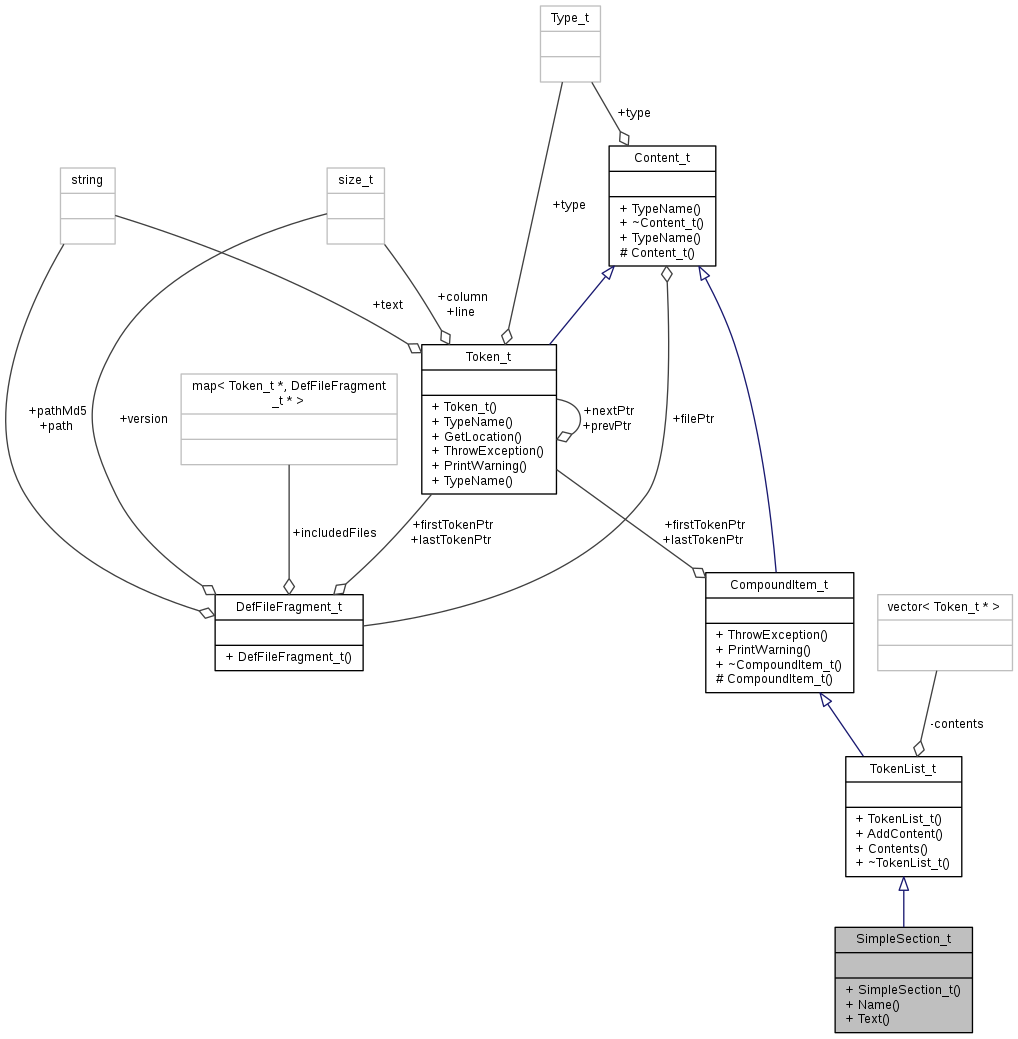 Type_t
+type
Content_t
+ TypeName()
+ ~Content_t()
+ TypeName()
# Content_t()
string
size_t
+type
+text
+column
+line
Token_t
+ Token_t()
+ TypeName()
+ GetLocation()
+ ThrowException()
+ PrintWarning()
+ TypeName()
+nextPtr
+prevPtr
+filePtr
map< Token_t *, DefFileFragment
_t * >
+pathMd5
+path
+version
+includedFiles
+firstTokenPtr
+lastTokenPtr
+firstTokenPtr
+lastTokenPtr
DefFileFragment_t
+ DefFileFragment_t()
CompoundItem_t
+ ThrowException()
+ PrintWarning()
+ ~CompoundItem_t()
# CompoundItem_t()
vector< Token_t * >
-contents
TokenList_t
+ TokenList_t()
+ AddContent()
+ Contents()
+ ~TokenList_t()
SimpleSection_t
+ SimpleSection_t()
+ Name()
+ Text()